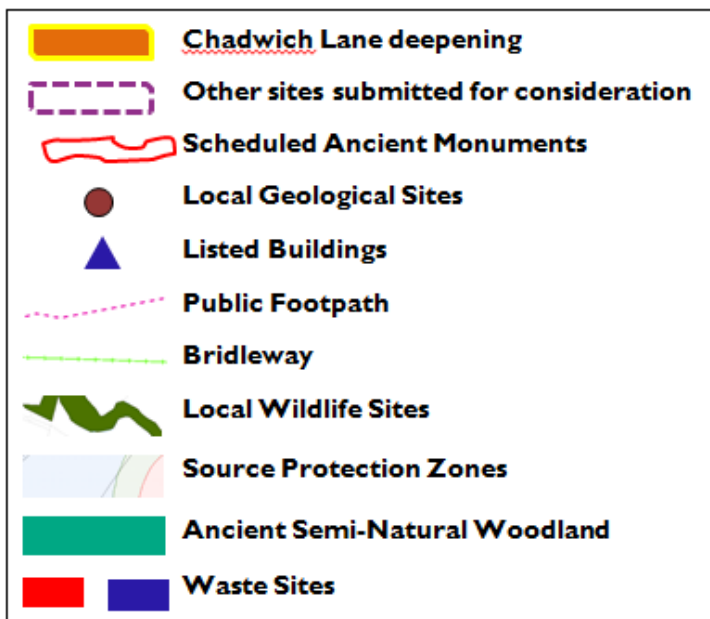 Chadwich Lane deepening
Other sites submitted for consideration
Scheduled Ancient Monuments
Local Geological Sites
Listed Buildings
Public Footpath
Bridleway
Local Wildlife Sites
Source Protection Zones
Ancient Semi-Natural Woodland
Waste Sites